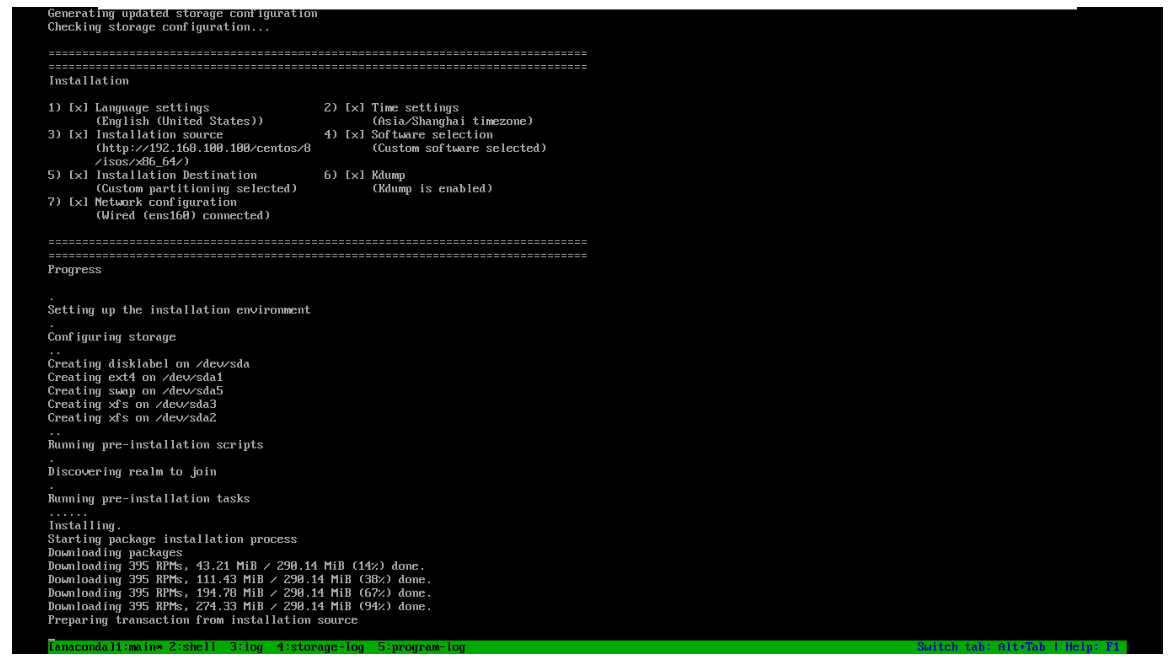 Generating updated storage configuration
Checking storage configuration...
================================================================================
================================================================================
Installation
1) [x] Language settings                 2) [x] Time settings
       (English (United States))                (Asia/Shanghai timezone)
3) [x] Installation source               4) [x] Software selection
       (http://192.168.100.100/centos/8         (Custom software selected)
       /isos/x86_64/)
5) [x] Installation Destination          6) [x] Kdump
       (Custom partitioning selected)           (Kdump is enabled)
7) [x] Network configuration
       (Wired (ens160) connected)
================================================================================
================================================================================
Progress
.
Setting up the installation environment
.
Configuring storage
..
Creating disklabel on /dev/sda
Creating ext4 on /dev/sda1
Creating swap on /dev/sda5
Creating xfs on /dev/sda3
Creating xfs on /dev/sda2
..
Running pre-installation scripts
.
Discovering realm to join
.
Running pre-installation tasks
......
Installing.
Starting package installation process
Downloading packages
Downloading 395 RPMs, 43.21 MiB / 290.14 MiB (14%) done.
Downloading 395 RPMs, 111.43 MiB / 290.14 MiB (38%) done.
Downloading 395 RPMs, 194.78 MiB / 290.14 MiB (67%) done.
Downloading 395 RPMs, 274.33 MiB / 290.14 MiB (94%) done.
Preparing transaction from installation source
[anaconda]1:main* 2:shell  3:log  4:storage-log  5:program-log          Switch tab: Alt+Tab | Help: F1